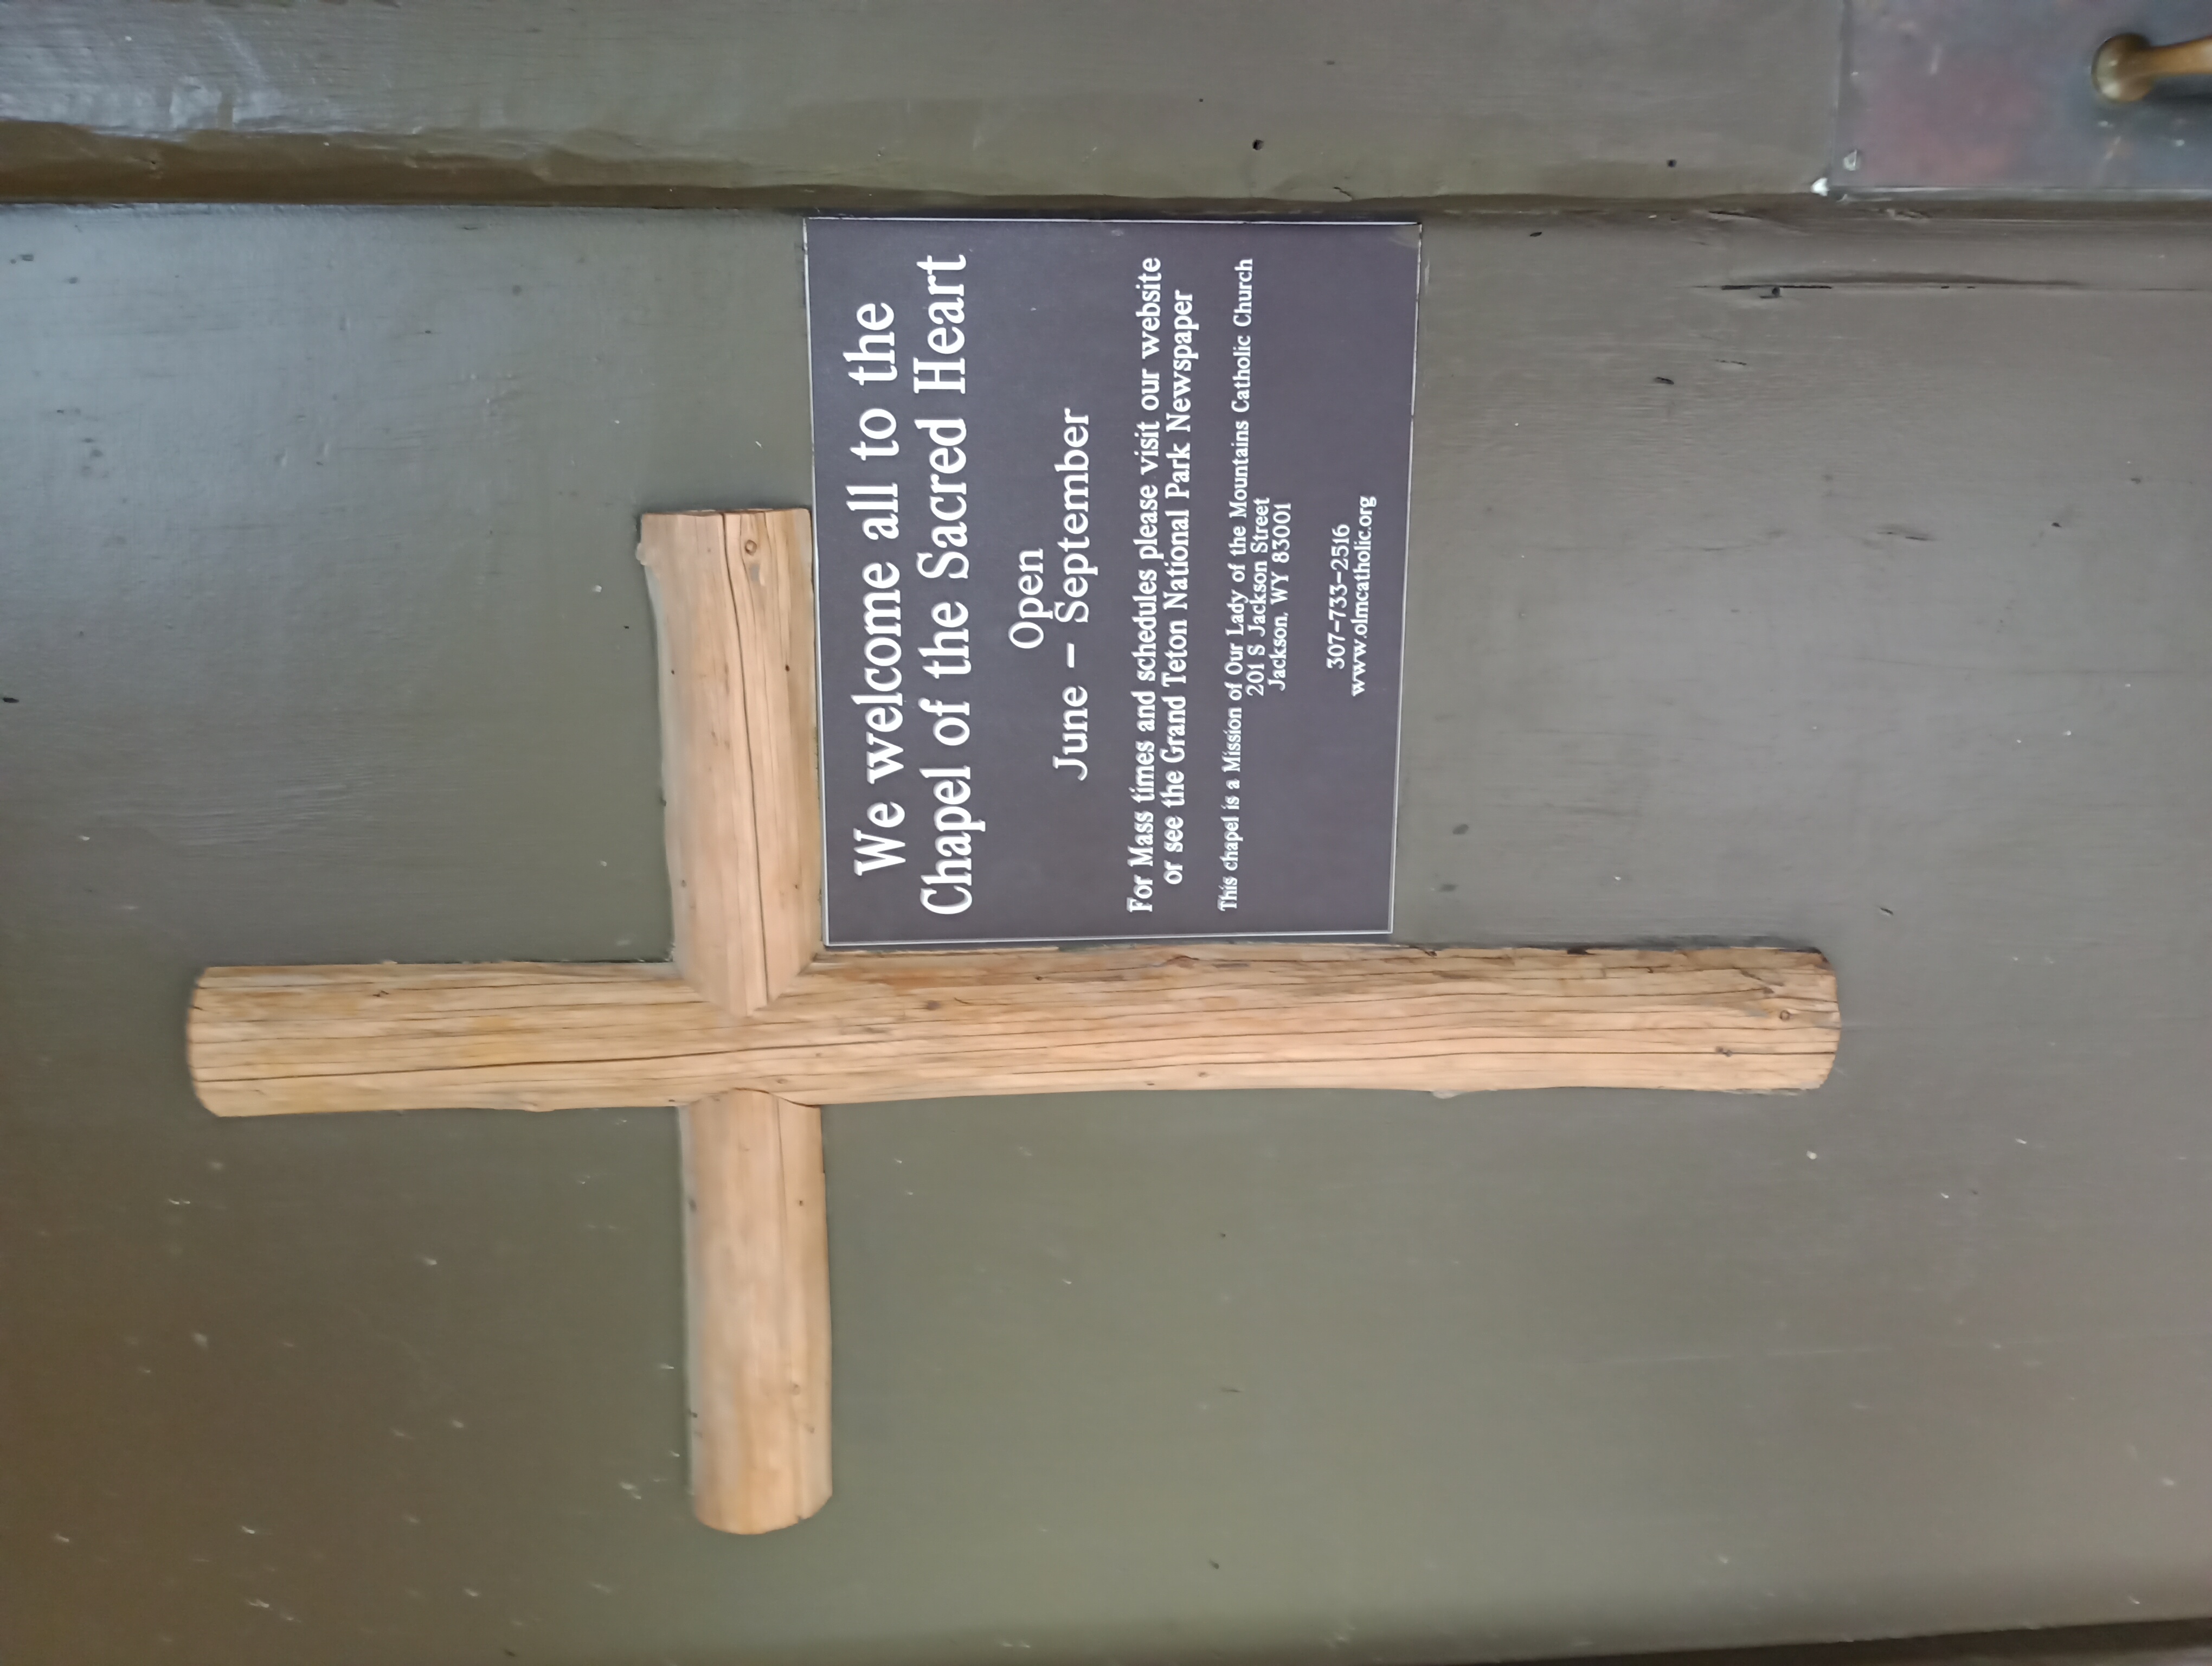 We welcome all to the
Chapel of the Sacred Heart
Open
June – September
For Mass times and schedules please visit our website
or see the Grand Teton National Park Newspaper
This chapel is a Mission of Our Lady of the Mountains Catholic Church
201 S Jackson Street
Jackson, WY 83001
307-733-2516
www.olmcatholic.org